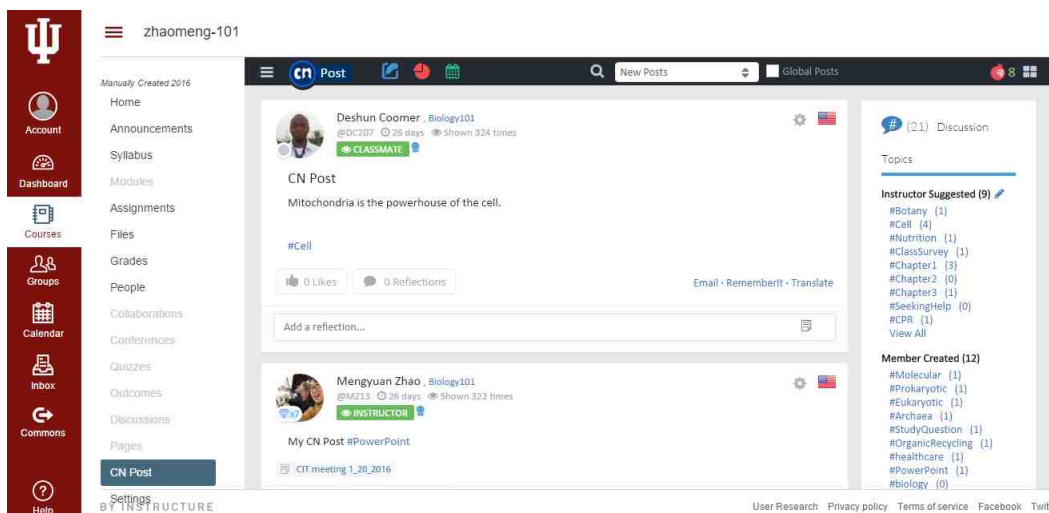 zhaomeng-101
Account
Dashboard
Courses
Groups
Calendar
Inbox
Commons
Help
Manually Created 2016
Home
Announcements
Syllabus
Modules
Assignments
Files
Grades
People
Collaborations
Conferences
Quizzes
Outcomes
Discussions
Pages
CN Post
Settings
BY INSTRUCTURE
cn Post
New Posts
Global Posts
8
Deshun Coomer , Biology101
@DC207 26 days Shown 324 times
CLASSMATE
CN Post
Mitochondria is the powerhouse of the cell.
#Cell
0 Likes
0 Reflections
Email · RememberIt · Translate
Add a reflection...
Mengyuan Zhao , Biology101
@MZ13 26 days Shown 322 times
x7
INSTRUCTOR
My CN Post #PowerPoint
CIT meeting 1_20_2016
# (21) Discussion
Topics
Instructor Suggested (9)
#Botany (1)
#Cell (4)
#Nutrition (1)
#ClassSurvey (1)
#Chapter1 (3)
#Chapter2 (0)
#Chapter3 (1)
#SeekingHelp (0)
#CPR (1)
View All
Member Created (12)
#Molecular (1)
#Prokaryotic (1)
#Eukaryotic (1)
#Archaea (1)
#StudyQuestion (1)
#OrganicRecycling (1)
#healthcare (1)
#PowerPoint (1)
#biology (0)
User Research Privacy policy Terms of service Facebook Twit